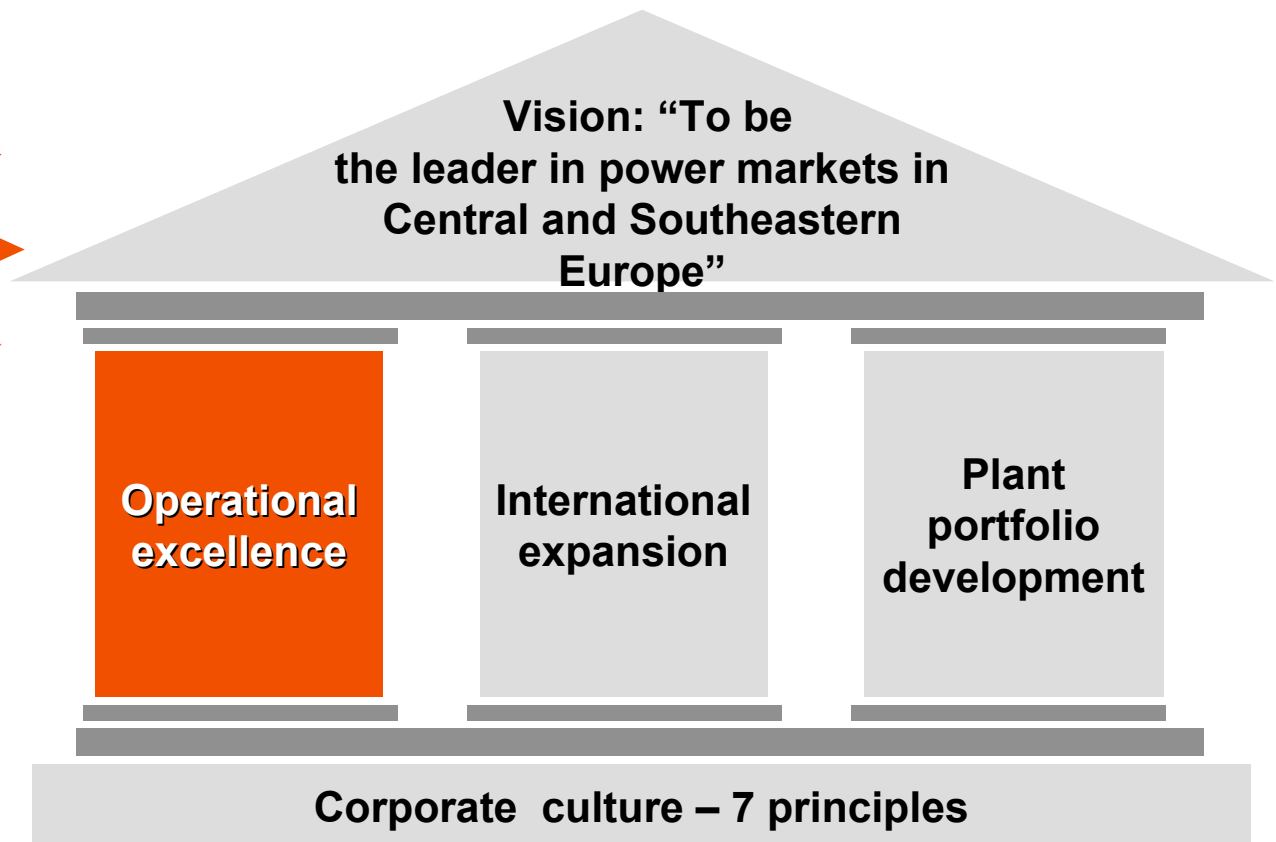 Vision: “To be
the leader in power markets in
Central and Southeastern
Europe”
Operational
excellence
International
expansion
Plant
portfolio
development
Corporate  culture – 7 principles